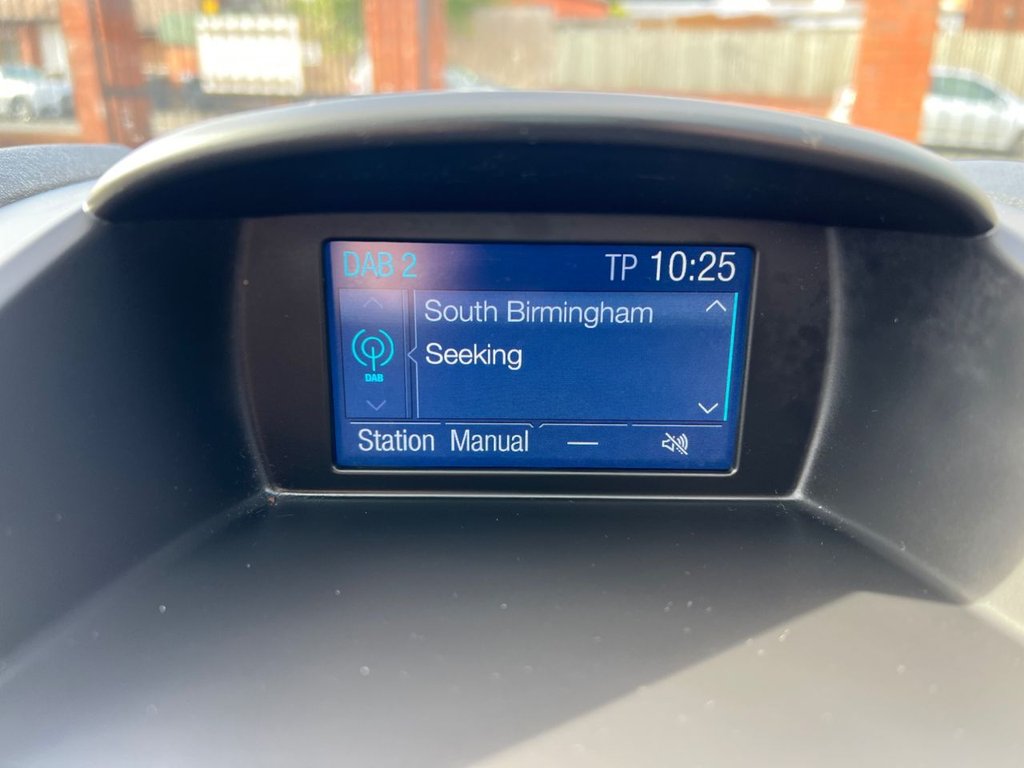 DAB 2 TP 10:25
South Birmingham
Seeking
DAB
Station Manual